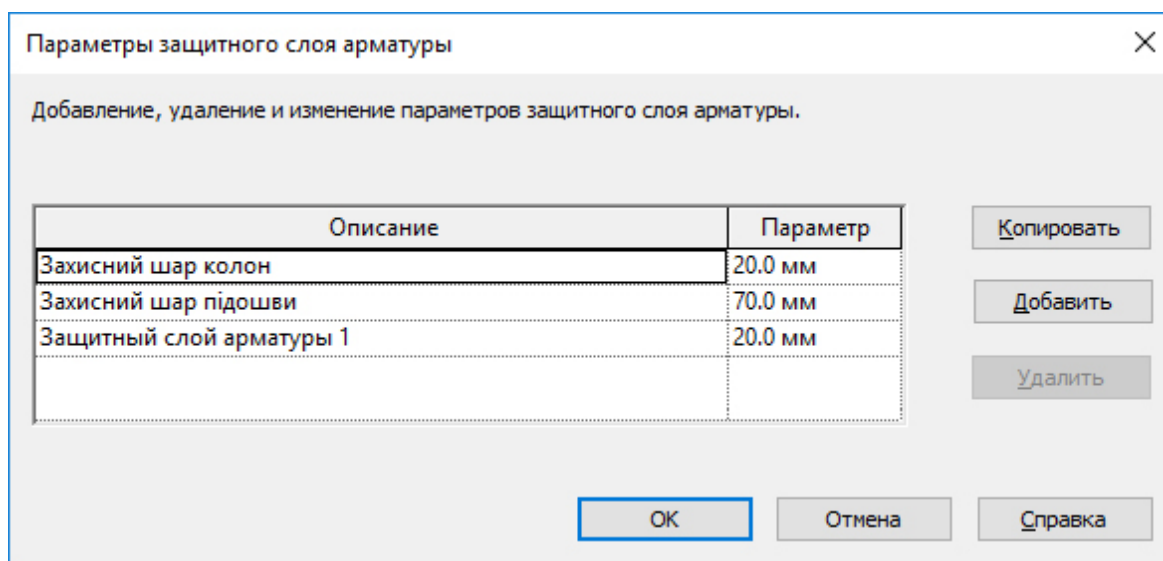 Параметры защитного слоя арматуры
Добавление, удаление и изменение параметров защитного слоя арматуры.
Описание Параметр
Захисний шар колон 20.0 мм
Захисний шар підошви 70.0 мм
Защитный слой арматуры 1 20.0 мм
Копировать
Добавить
Удалить
OK Отмена Справка